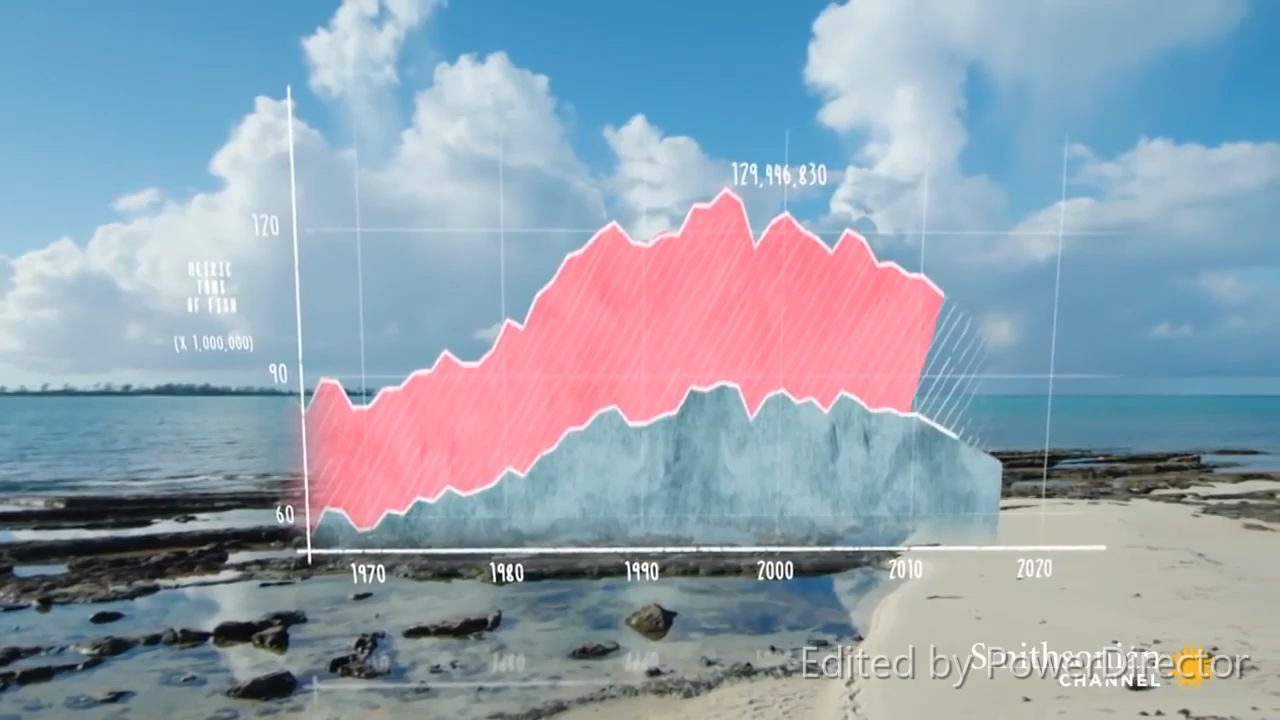 129,446,830
120
METRIC
TONS
OF FISH
(X 1,000,000)
90
60
1970 1980 1990 2000 2010 2020
Smithsonian
CHANNEL
Edited by PowerDirector